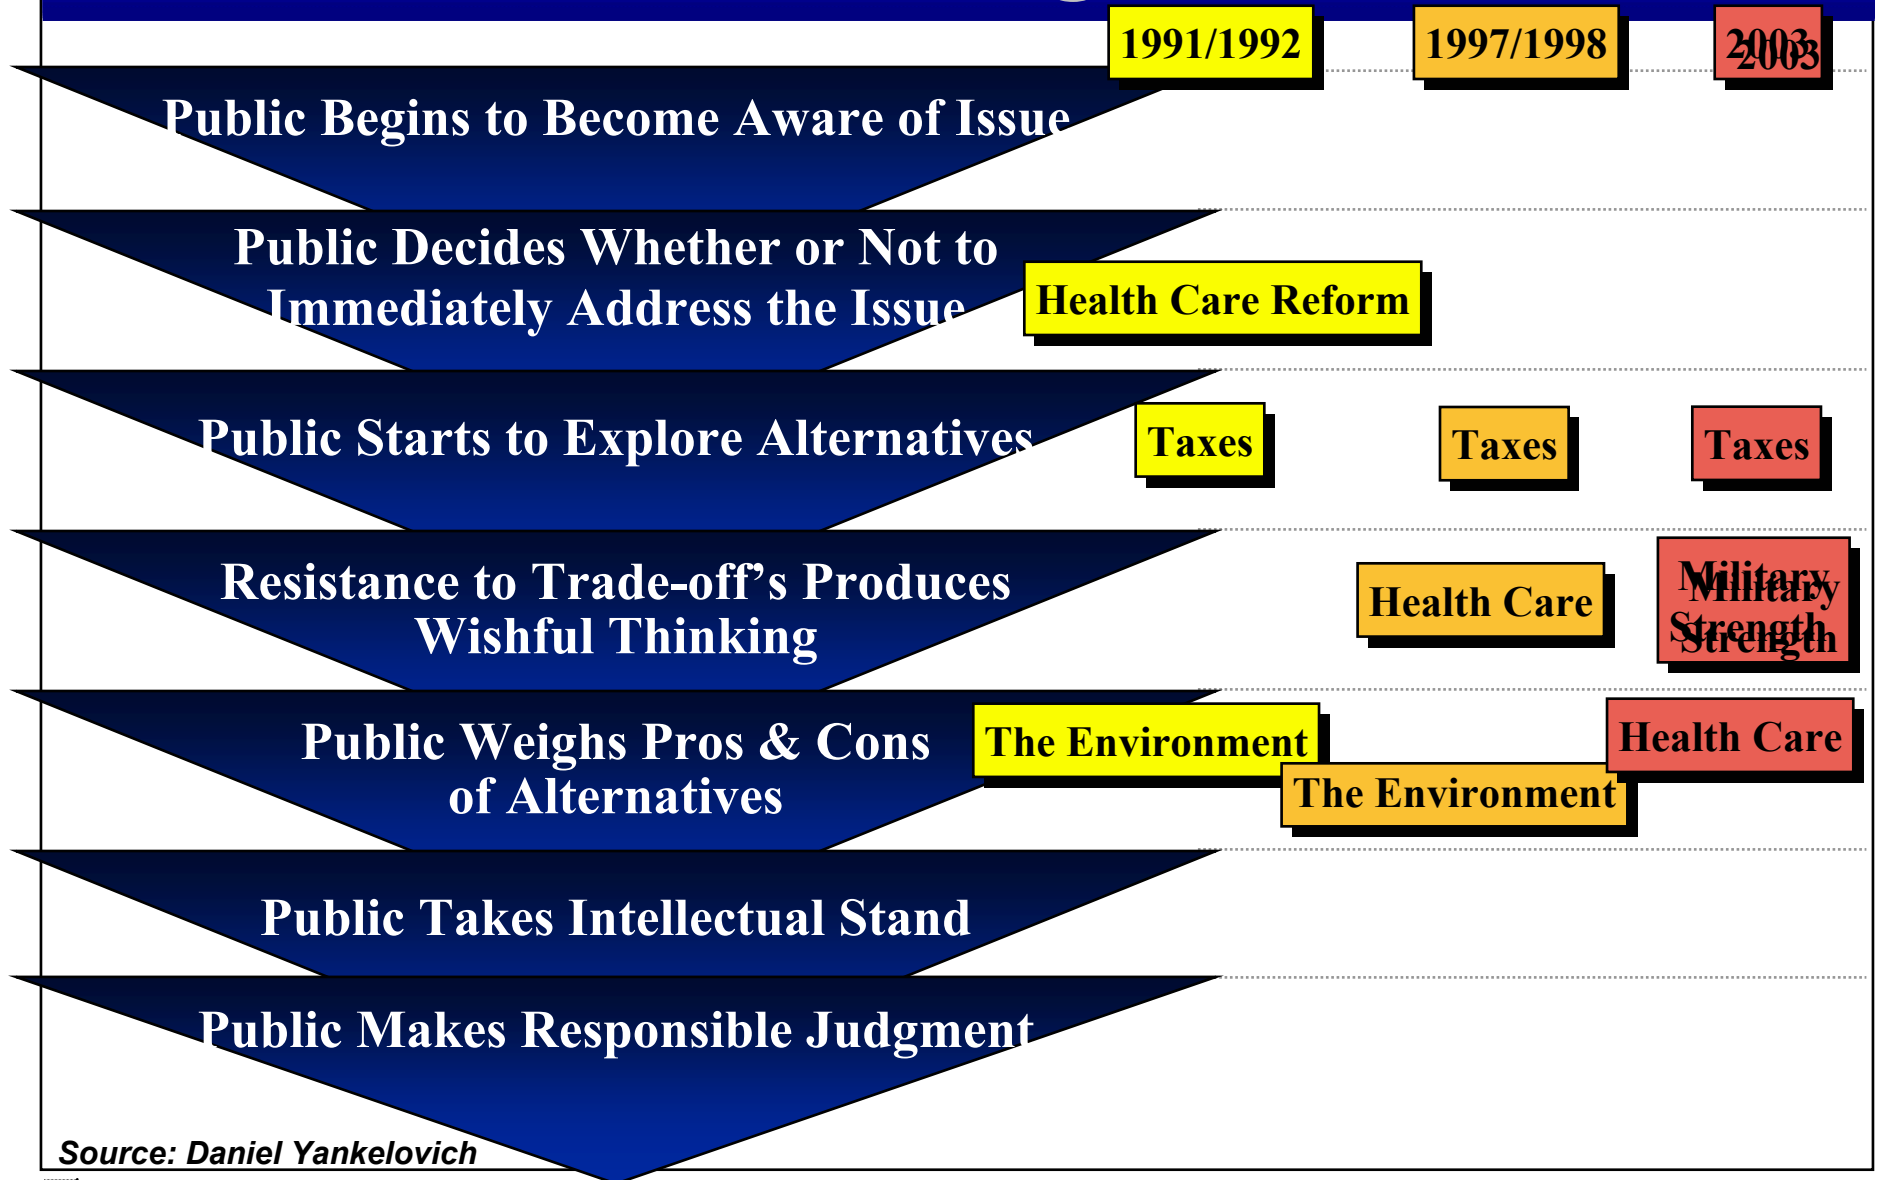 1991/1992 1997/1998 2003
Public Begins to Become Aware of Issue
Public Decides Whether or Not to
Immediately Address the Issue
Health Care Reform
Public Starts to Explore Alternatives
Taxes Taxes Taxes
Resistance to Trade-off’s Produces
Wishful Thinking
Health Care
Military
Strength
Public Weighs Pros & Cons
of Alternatives
The Environment
The Environment
Health Care
Public Takes Intellectual Stand
Public Makes Responsible Judgment
Source: Daniel Yankelovich